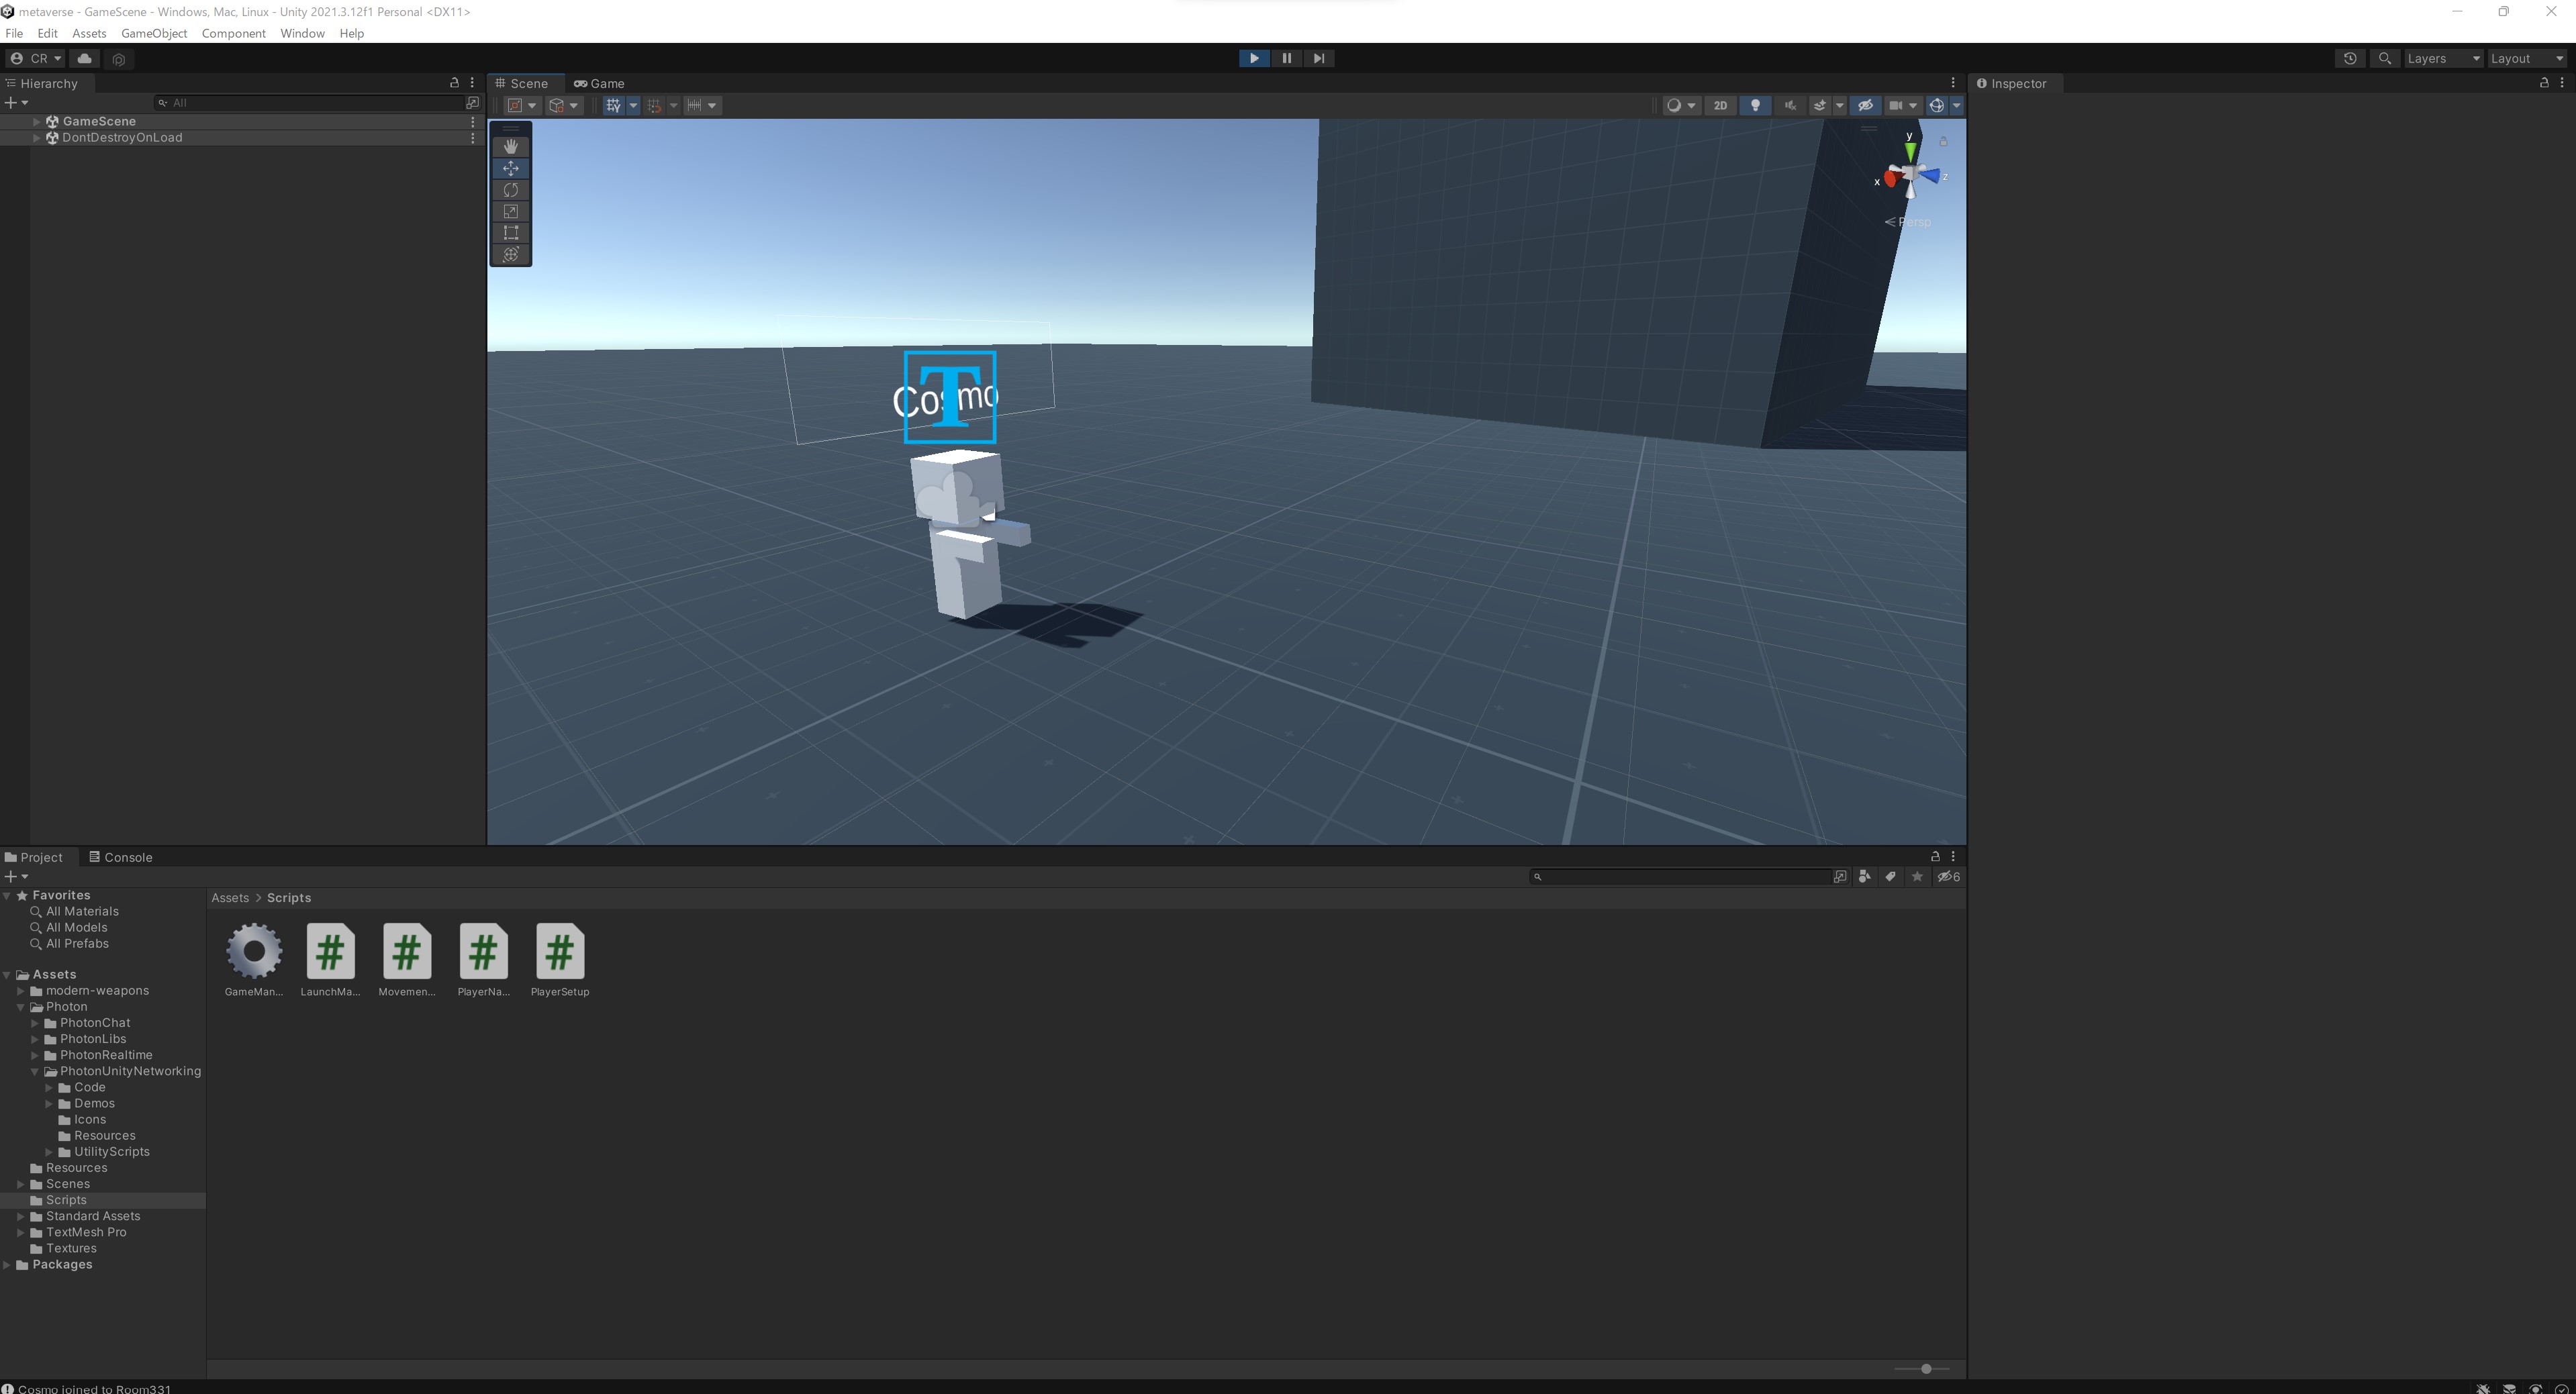 metaverse - GameScene - Windows, Mac, Linux - Unity 2021.3.12f1 Personal <DX11>
File Edit Assets GameObject Component Window Help
CR
Layers Layout
Hierarchy
All
GameScene
DontDestroyOnLoad
Scene Game
2D
y
x
z
Persp
Cosmo
T
Inspector
Project Console
6
Favorites
All Materials
All Models
All Prefabs
Assets
modern-weapons
Photon
PhotonChat
PhotonLibs
PhotonRealtime
PhotonUnityNetworking
Code
Demos
Icons
Resources
UtilityScripts
Resources
Scenes
Scripts
Standard Assets
TextMesh Pro
Textures
Packages
Assets > Scripts
# # # #
GameMan... LaunchMa... Movemen... PlayerNa... PlayerSetup
Cosmo joined to Room331